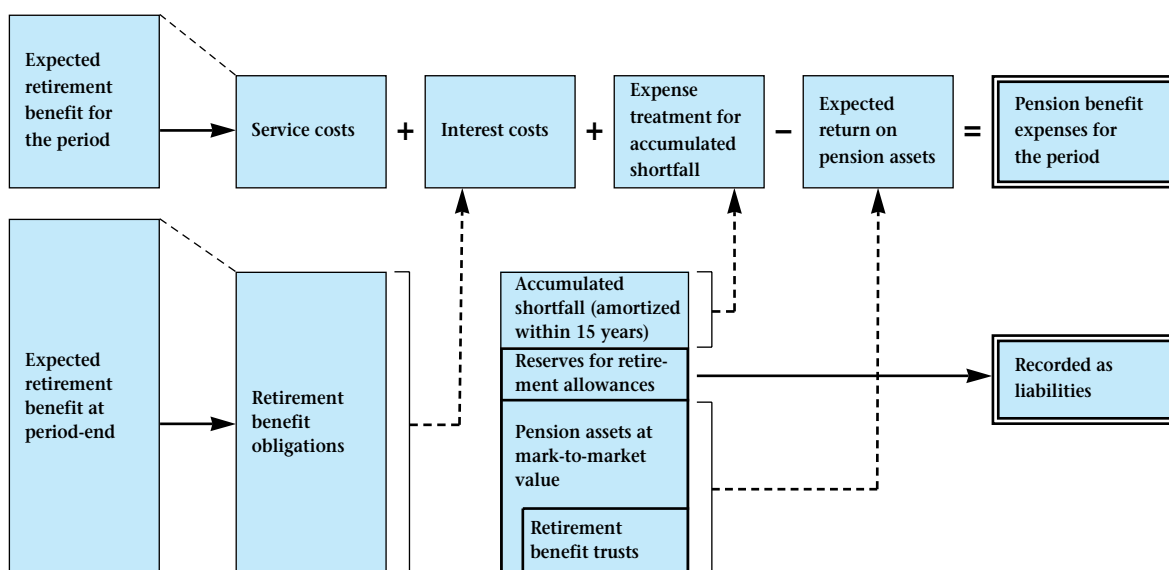 Expected
retirement
benefit for
the period
Service costs
+
Interest costs
+
Expense
treatment for
accumulated
shortfall
–
Expected
return on
pension assets
=
Pension benefit
expenses for
the period
Expected
retirement
benefit at
period-end
Retirement
benefit
obligations
Accumulated
shortfall (amortized
within 15 years)
Reserves for retire-
ment allowances
Pension assets at
mark-to-market
value
Retirement
benefit trusts
Recorded as
liabilities